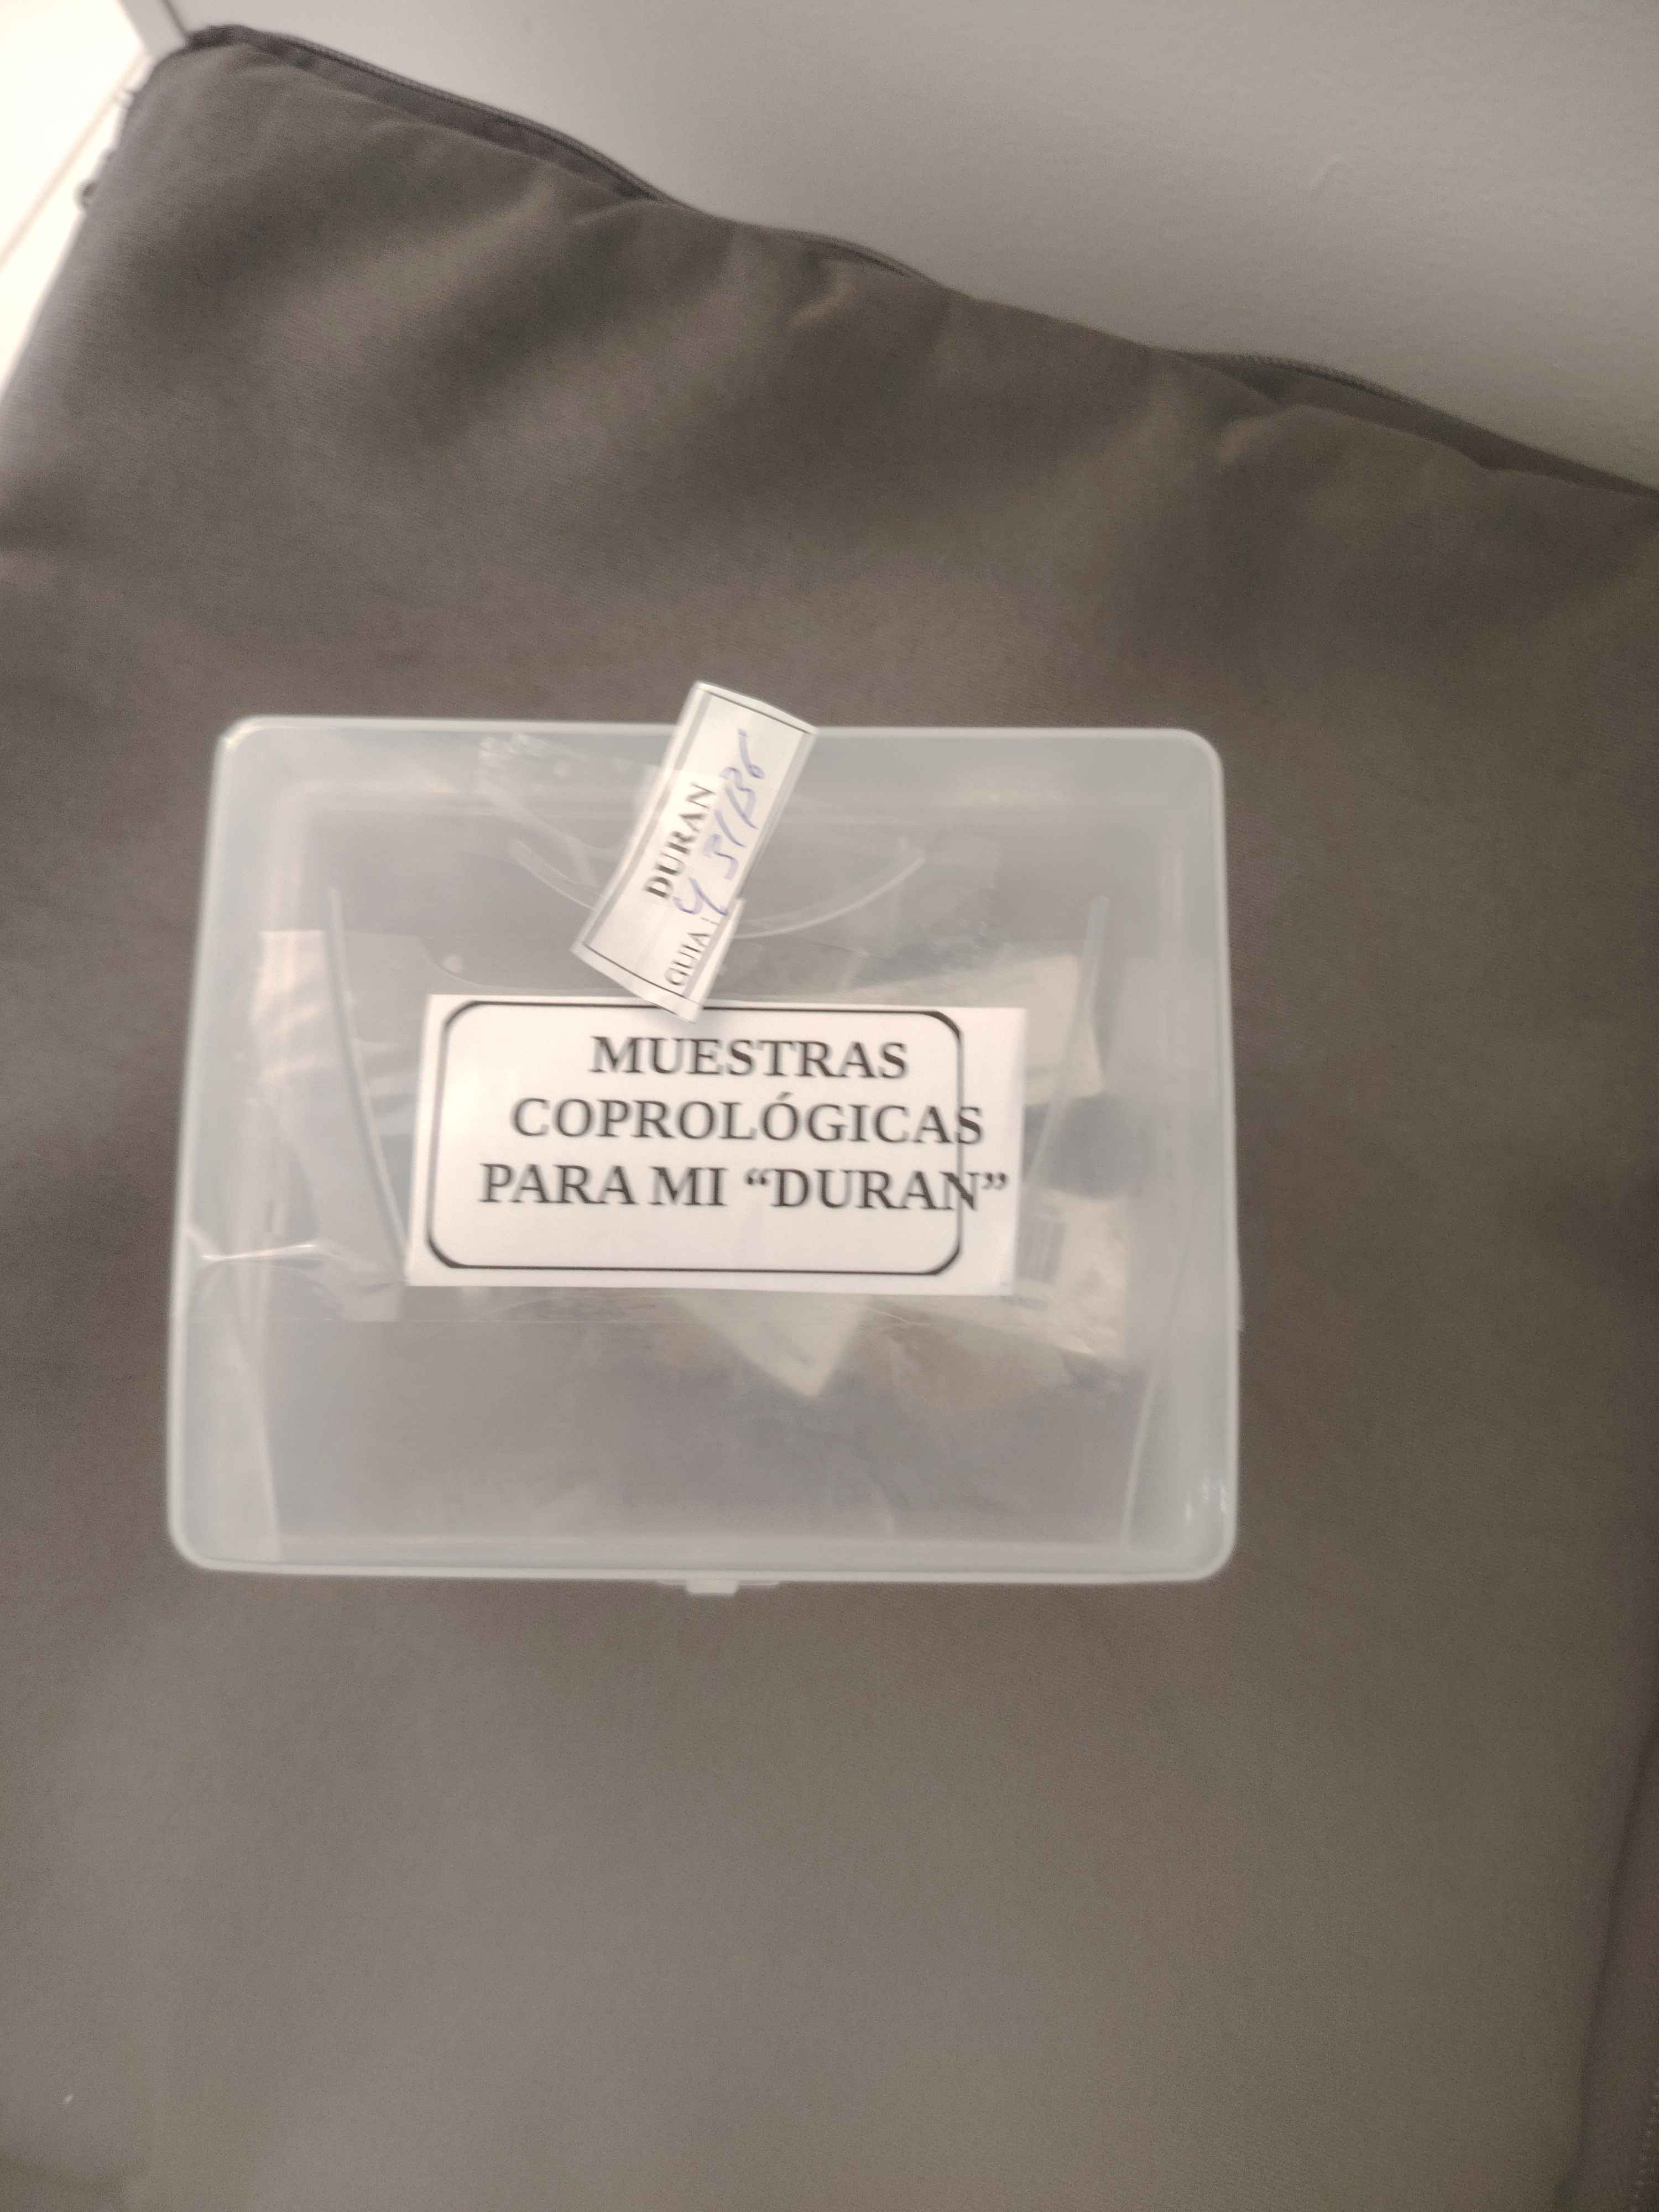 DURAN
GUIA:
MUESTRAS
COPROLÓGICAS
PARA MI “DURAN”